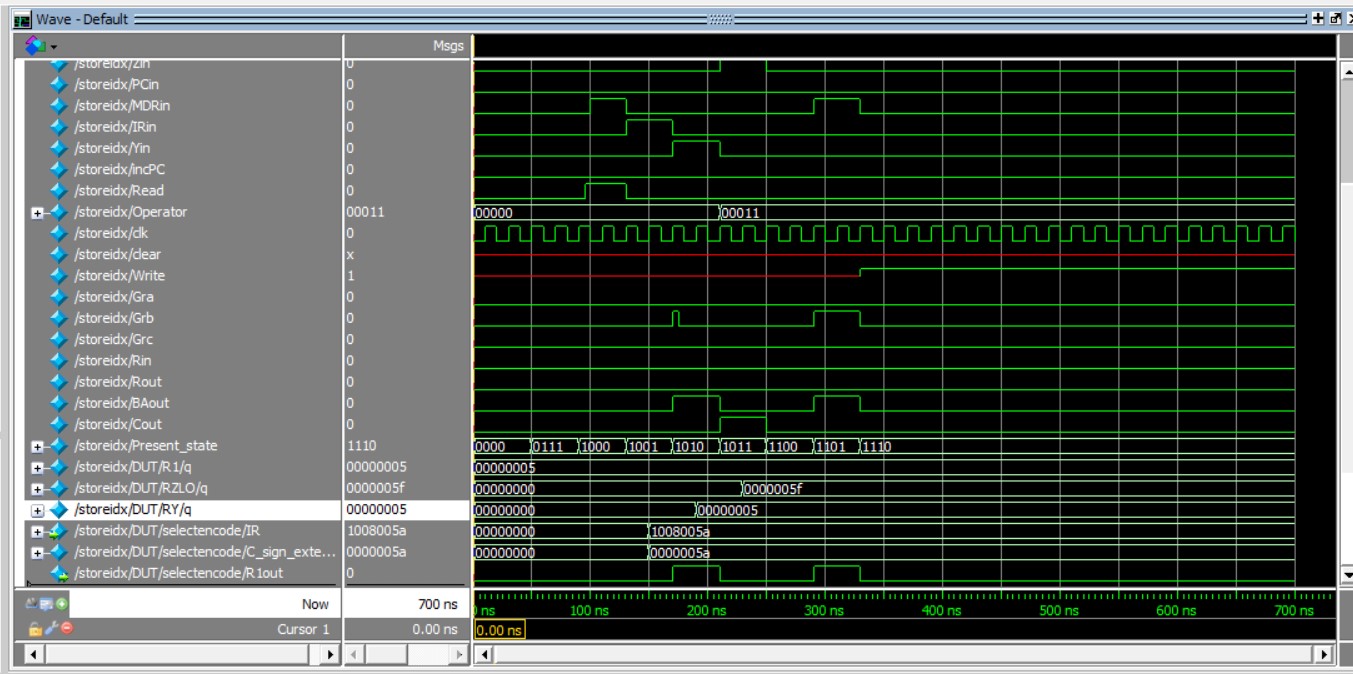 Wave - Default
Msgs
/storeidx/Zin 0
/storeidx/PCin 0
/storeidx/MDRin 0
/storeidx/IRin 0
/storeidx/Yin 0
/storeidx/incPC 0
/storeidx/Read 0
/storeidx/Operator 00011 00000 00011
/storeidx/clk 0
/storeidx/clear x
/storeidx/Write 1
/storeidx/Gra 0
/storeidx/Grb 0
/storeidx/Grc 0
/storeidx/Rin 0
/storeidx/Rout 0
/storeidx/BAout 0
/storeidx/Cout 0
/storeidx/Present_state 1110 0000 0111 1000 1001 1010 1011 1100 1101 1110
/storeidx/DUT/R1/q 00000005 00000005
/storeidx/DUT/RZLO/q 0000005f 00000000 0000005f
/storeidx/DUT/RY/q 00000005 00000000 00000005
/storeidx/DUT/selectencode/IR 1008005a 00000000 1008005a
/storeidx/DUT/selectencode/C_sign_exte... 0000005a 00000000 0000005a
/storeidx/DUT/selectencode/R1out 0
Now 700 ns ns 100 ns 200 ns 300 ns 400 ns 500 ns 600 ns 700 ns
Cursor 1 0.00 ns 0.00 ns